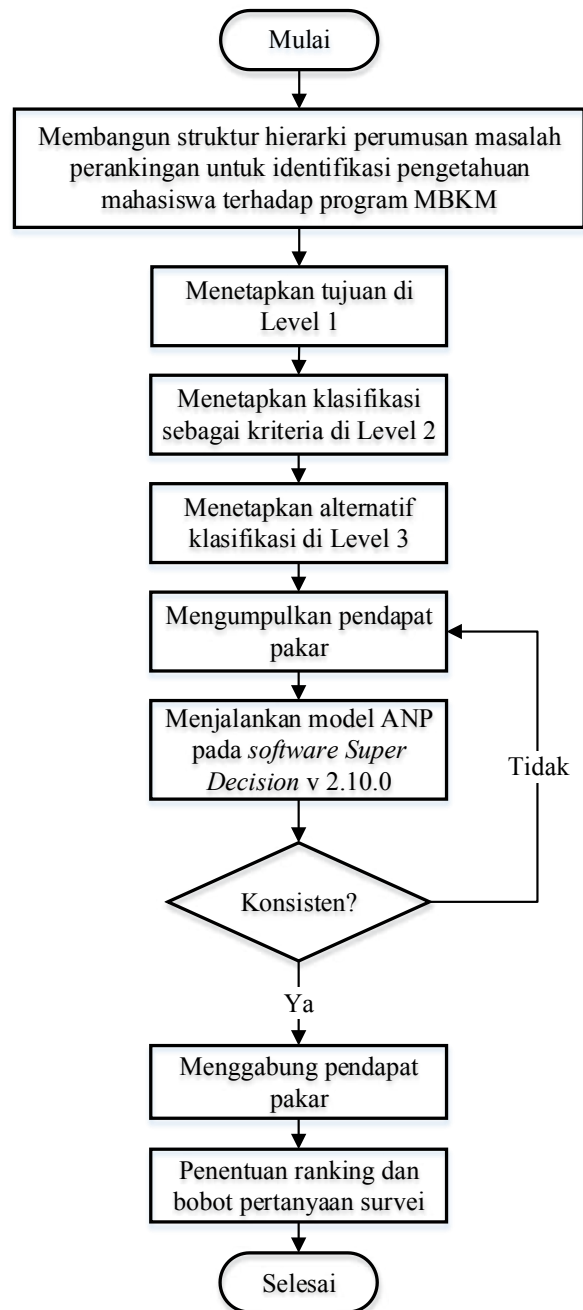 Mulai
Membangun struktur hierarki perumusan masalah
perankingan untuk identifikasi pengetahuan
mahasiswa terhadap program MBKM
Menetapkan tujuan di
Level 1
Menetapkan klasifikasi
sebagai kriteria di Level 2
Menetapkan alternatif
klasifikasi di Level 3
Mengumpulkan pendapat
pakar
Menjalankan model ANP
pada software Super
Decision v 2.10.0
Tidak
Konsisten?
Ya
Menggabung pendapat
pakar
Penentuan ranking dan
bobot pertanyaan survei
Selesai